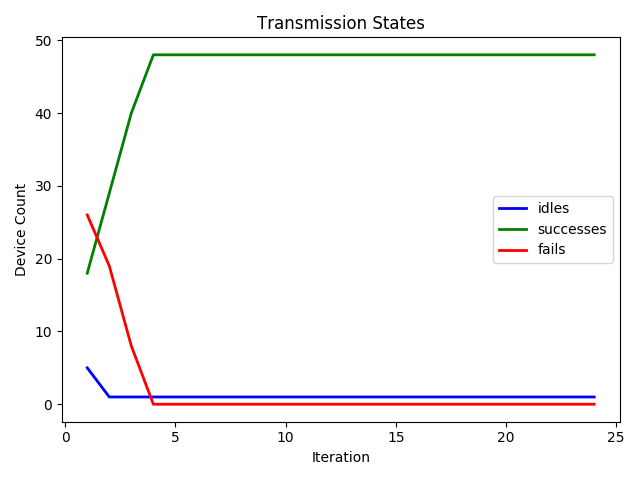 Transmission States
Device Count
50
40
30
20
10
0
idles
successes
fails
0 5 10 15 20 25
Iteration